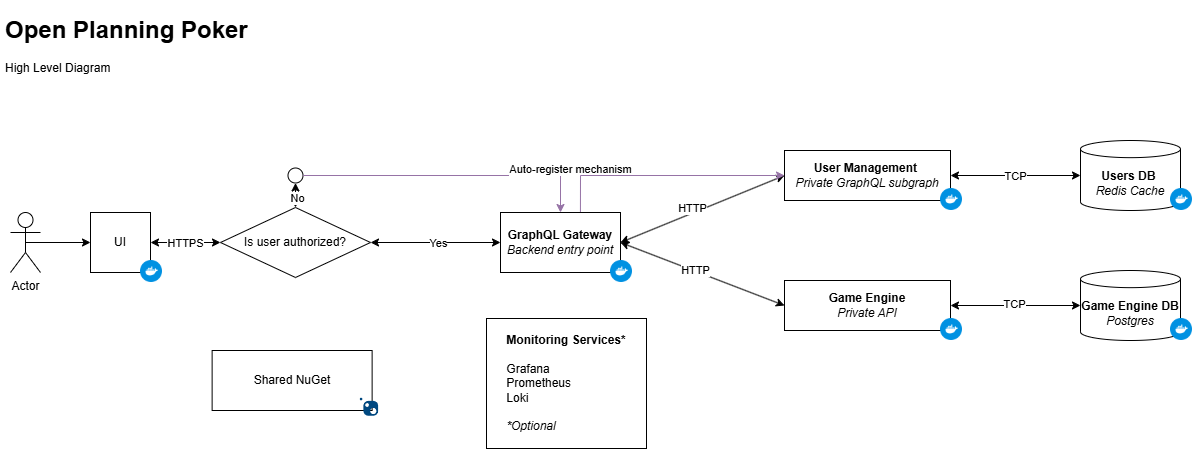 Open Planning Poker
High Level Diagram
Auto-register mechanism
User Management
Private GraphQL subgraph
TCP
Users DB
Redis Cache
No
HTTP
Actor
UI
HTTPS
Is user authorized?
Yes
GraphQL Gateway
Backend entry point
HTTP
Game Engine
Private API
TCP
Game Engine DB
Postgres
Shared NuGet
Monitoring Services*
Grafana
Prometheus
Loki
*Optional